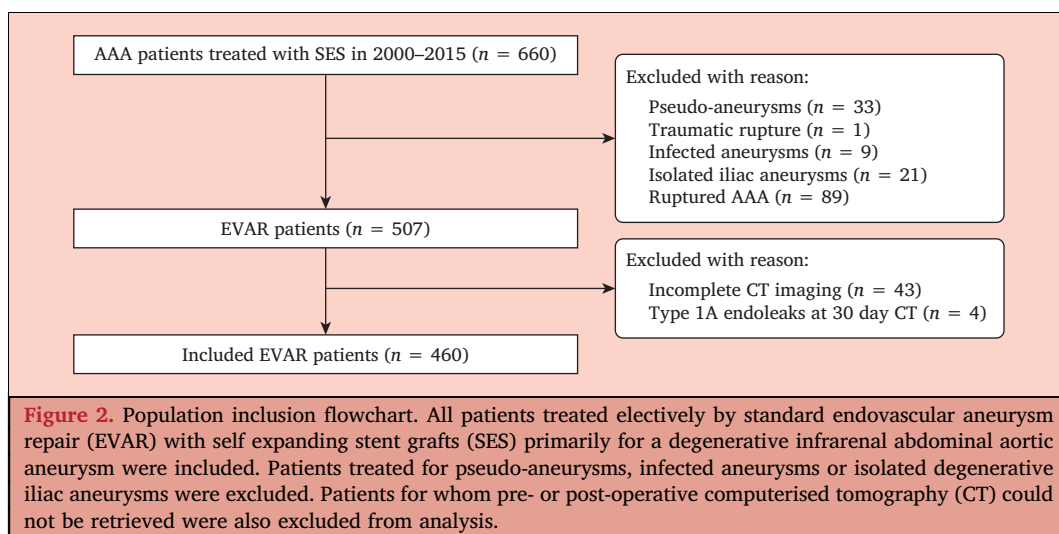 AAA patients treated with SES in 2000–2015 (n = 660)
Excluded with reason:
Pseudo-aneurysms (n = 33)
Traumatic rupture (n = 1)
Infected aneurysms (n = 9)
Isolated iliac aneurysms (n = 21)
Ruptured AAA (n = 89)
EVAR patients (n = 507)
Excluded with reason:
Incomplete CT imaging (n = 43)
Type 1A endoleaks at 30 day CT (n = 4)
Included EVAR patients (n = 460)
Figure 2. Population inclusion flowchart. All patients treated electively by standard endovascular aneurysm
repair (EVAR) with self expanding stent grafts (SES) primarily for a degenerative infrarenal abdominal aortic
aneurysm were included. Patients treated for pseudo-aneurysms, infected aneurysms or isolated degenerative
iliac aneurysms were excluded. Patients for whom pre- or post-operative computerised tomography (CT) could
not be retrieved were also excluded from analysis.